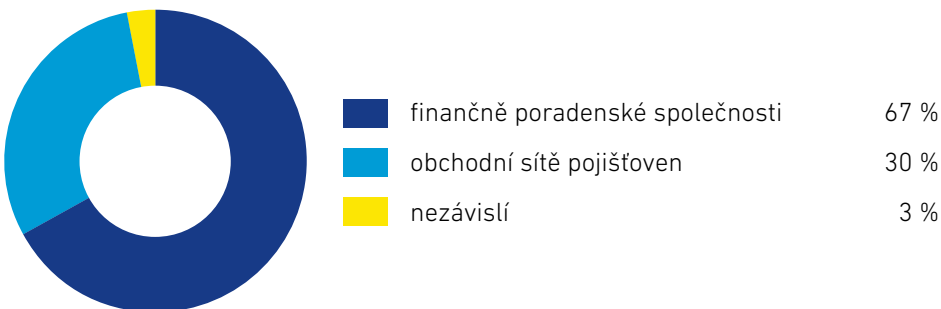 finančně poradenské společnosti 67 %
obchodní sítě pojišťoven 30 %
nezávislí 3 %